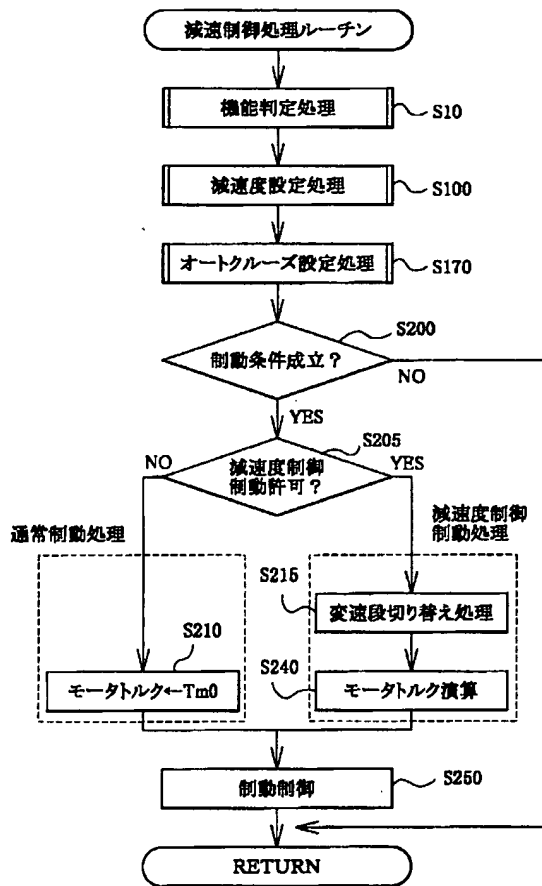 減速制御処理ルーチン
機能判定処理
S10
減速度設定処理
S100
オートクルーズ設定処理
S170
S200
制動条件成立？
NO
YES
S205
NO
減速度制御
制動許可？
YES
通常制動処理
減速度制御
制動処理
S215
変速段切り替え処理
S210
モータトルク←Tm0
S240
モータトルク演算
制動制御
S250
RETURN